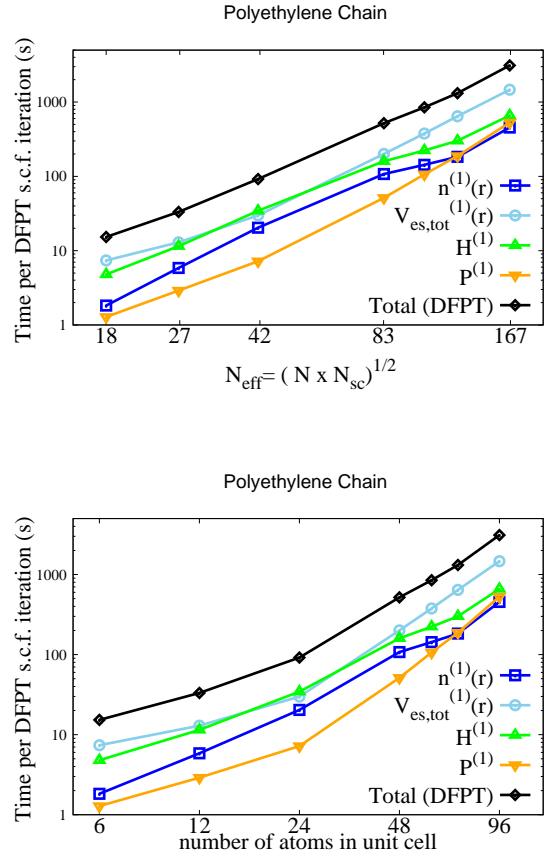 Polyethylene Chain
Time per DFPT s.c.f. iteration (s)
1000
100
10
1
n^(1)(r)
V_es,tot^(1)(r)
H^(1)
P^(1)
Total (DFPT)
18 27 42 83 167
N_eff= ( N x N_sc)^1/2
Polyethylene Chain
Time per DFPT s.c.f. iteration (s)
1000
100
10
1
n^(1)(r)
V_es,tot^(1)(r)
H^(1)
P^(1)
Total (DFPT)
6 12 24 48 96
number of atoms in unit cell